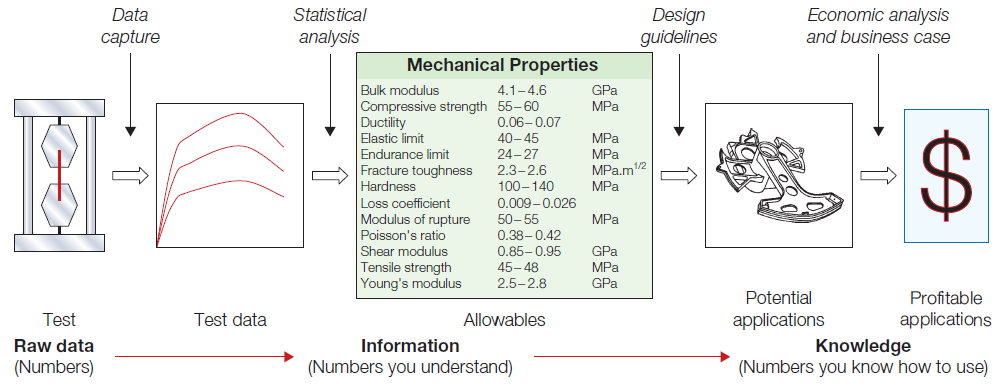 Data
capture
Statistical
analysis
Design
guidelines
Economic analysis
and business case
Mechanical Properties
Bulk modulus 4.1–4.6 GPa
Compressive strength 55–60 MPa
Ductility 0.06–0.07
Elastic limit 40–45 MPa
Endurance limit 24–27 MPa
Fracture toughness 2.3–2.6 MPa.m^1/2
Hardness 100–140 MPa
Loss coefficient 0.009–0.026
Modulus of rupture 50–55 MPa
Poisson's ratio 0.38–0.42
Shear modulus 0.85–0.95 GPa
Tensile strength 45–48 MPa
Young's modulus 2.5–2.8 GPa
$
Test
Test data
Allowables
Potential
applications
Profitable
applications
Raw data
(Numbers)
Information
(Numbers you understand)
Knowledge
(Numbers you know how to use)